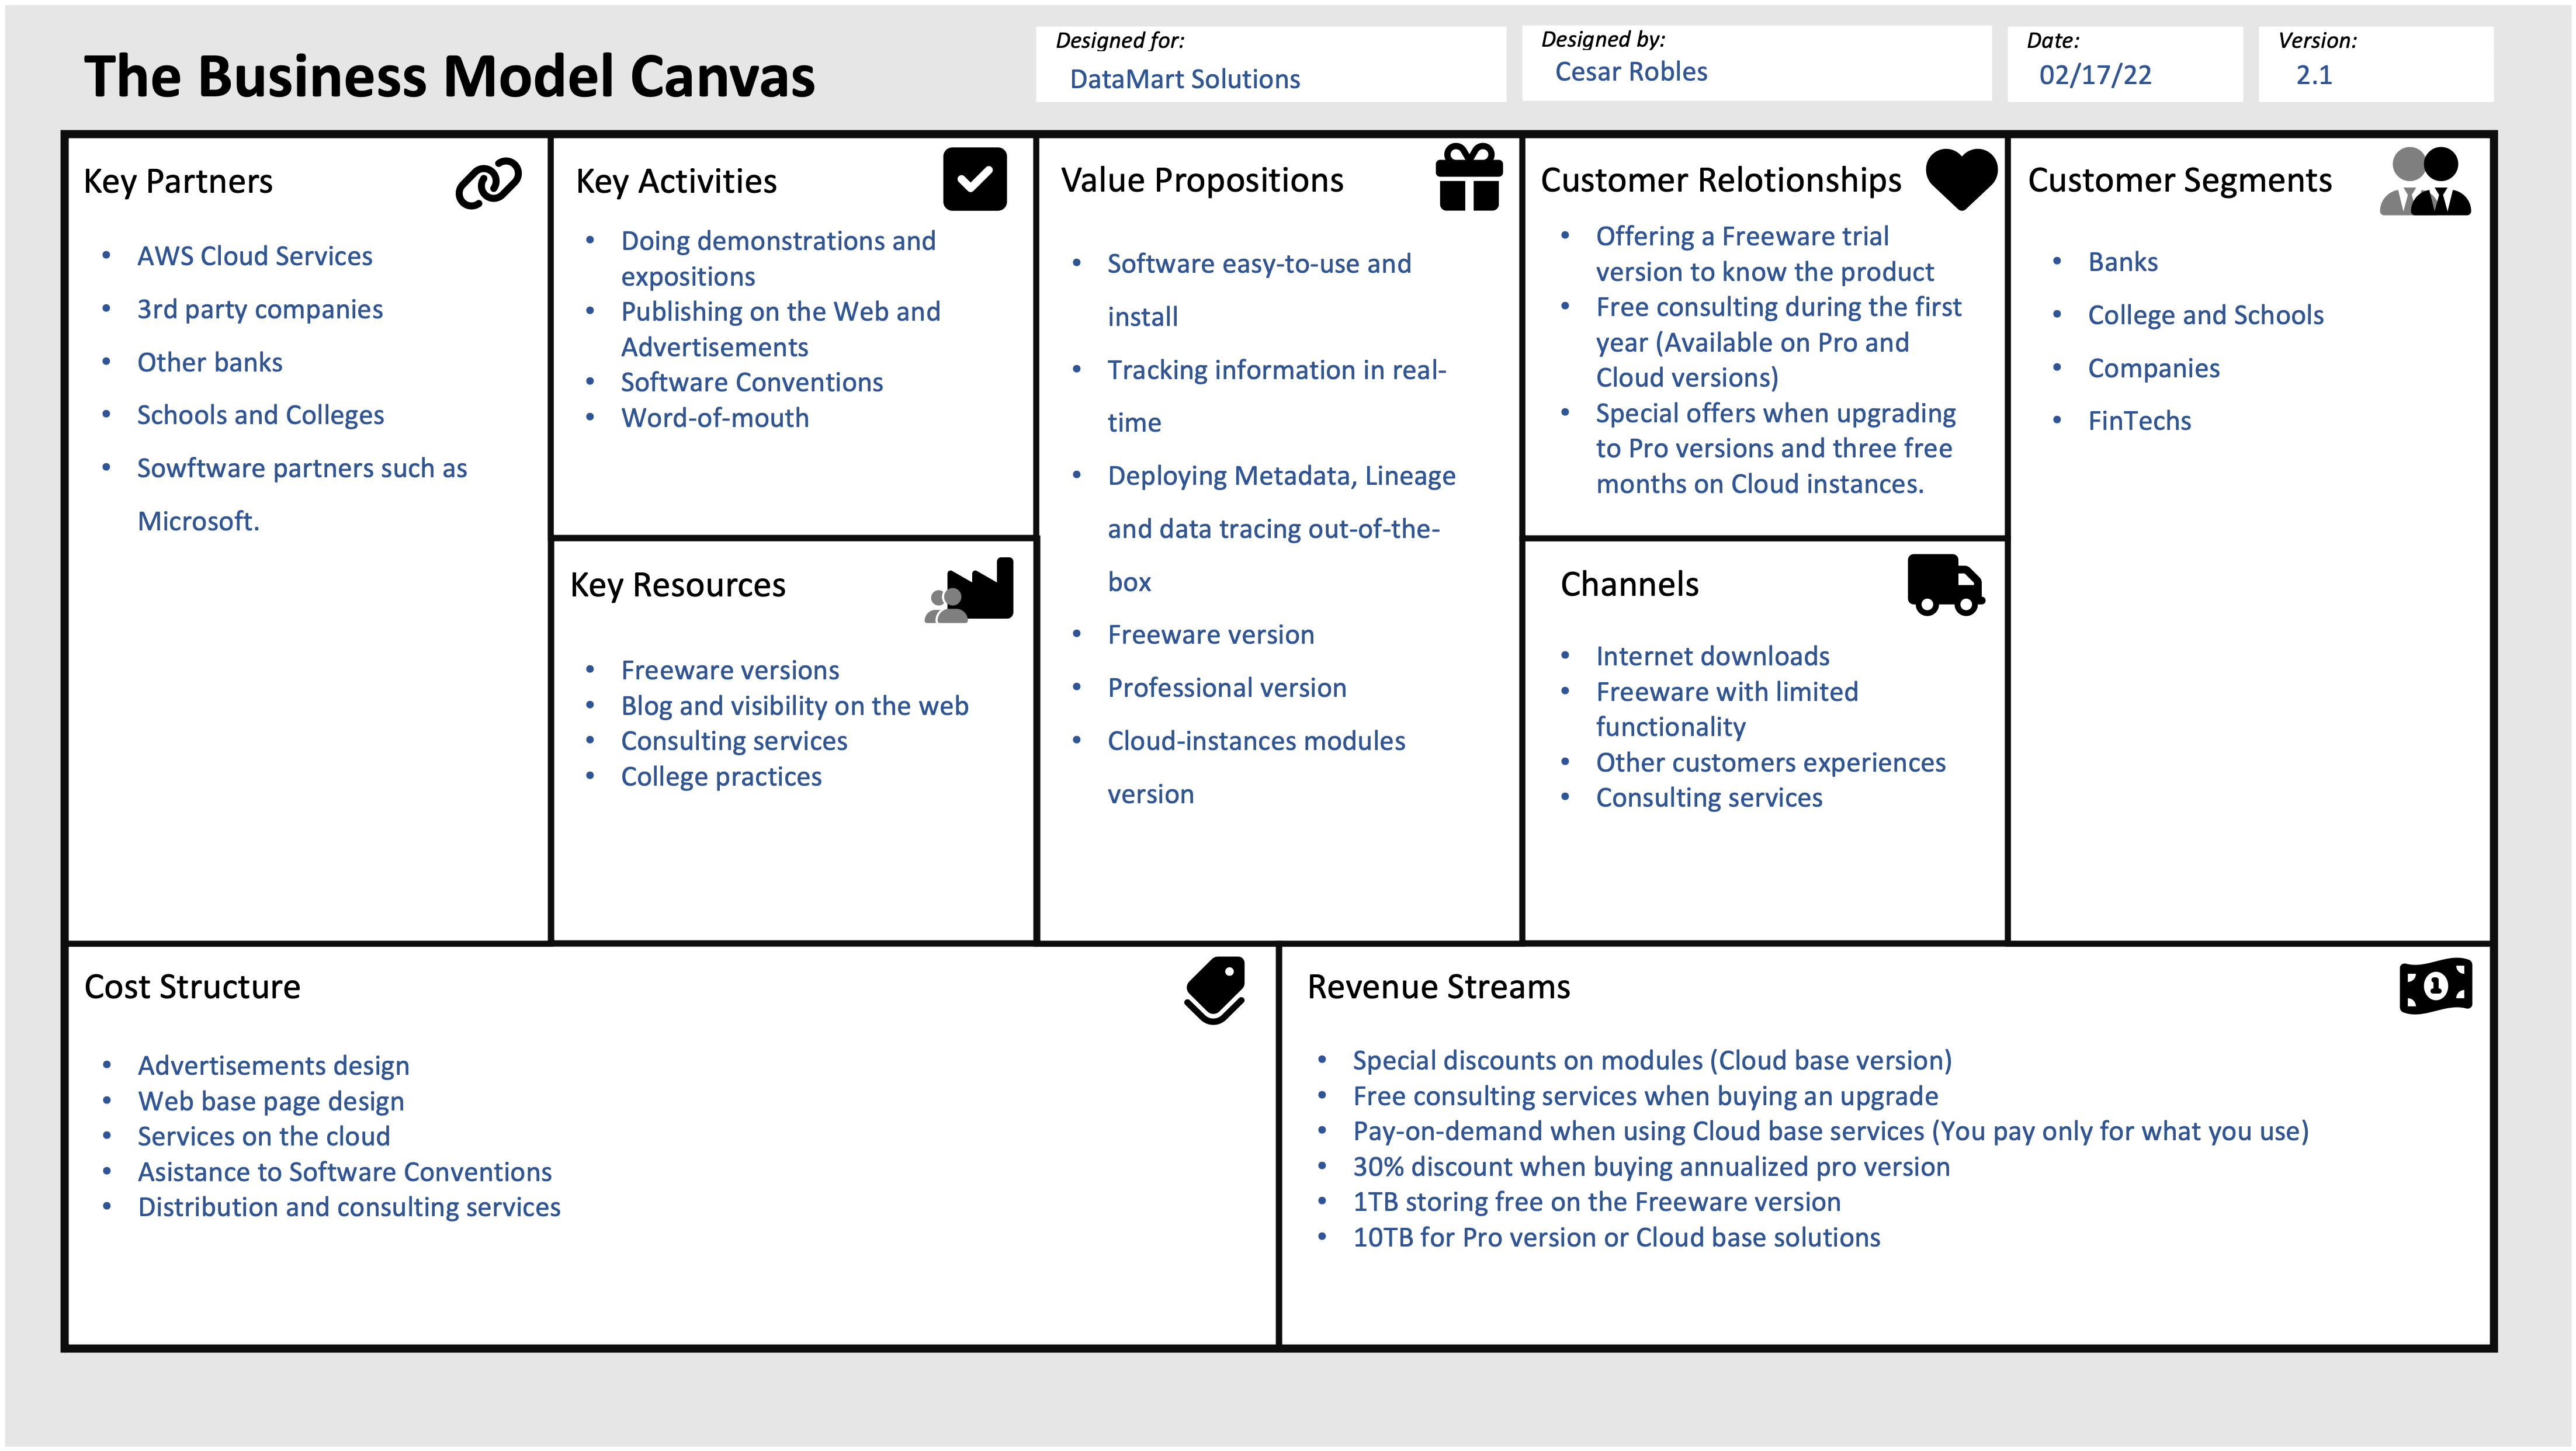 The Business Model Canvas
Designed for:
DataMart Solutions
Designed by:
Cesar Robles
Date:
02/17/22
Version:
2.1
Key Partners
• AWS Cloud Services
• 3rd party companies
• Other banks
• Schools and Colleges
• Sowftware partners such as
Microsoft.
Key Activities
• Doing demonstrations and
expositions
• Publishing on the Web and
Advertisements
• Software Conventions
• Word-of-mouth
Key Resources
• Freeware versions
• Blog and visibility on the web
• Consulting services
• College practices
Value Propositions
• Software easy-to-use and
install
• Tracking information in real-
time
• Deploying Metadata, Lineage
and data tracing out-of-the-
box
• Freeware version
• Professional version
• Cloud-instances modules
version
Customer Relotionships
• Offering a Freeware trial
version to know the product
• Free consulting during the first
year (Available on Pro and
Cloud versions)
• Special offers when upgrading
to Pro versions and three free
months on Cloud instances.
Channels
• Internet downloads
• Freeware with limited
functionality
• Other customers experiences
• Consulting services
Customer Segments
• Banks
• College and Schools
• Companies
• FinTechs
Cost Structure
• Advertisements design
• Web base page design
• Services on the cloud
• Asistance to Software Conventions
• Distribution and consulting services
Revenue Streams
1
• Special discounts on modules (Cloud base version)
• Free consulting services when buying an upgrade
• Pay-on-demand when using Cloud base services (You pay only for what you use)
• 30% discount when buying annualized pro version
• 1TB storing free on the Freeware version
• 10TB for Pro version or Cloud base solutions